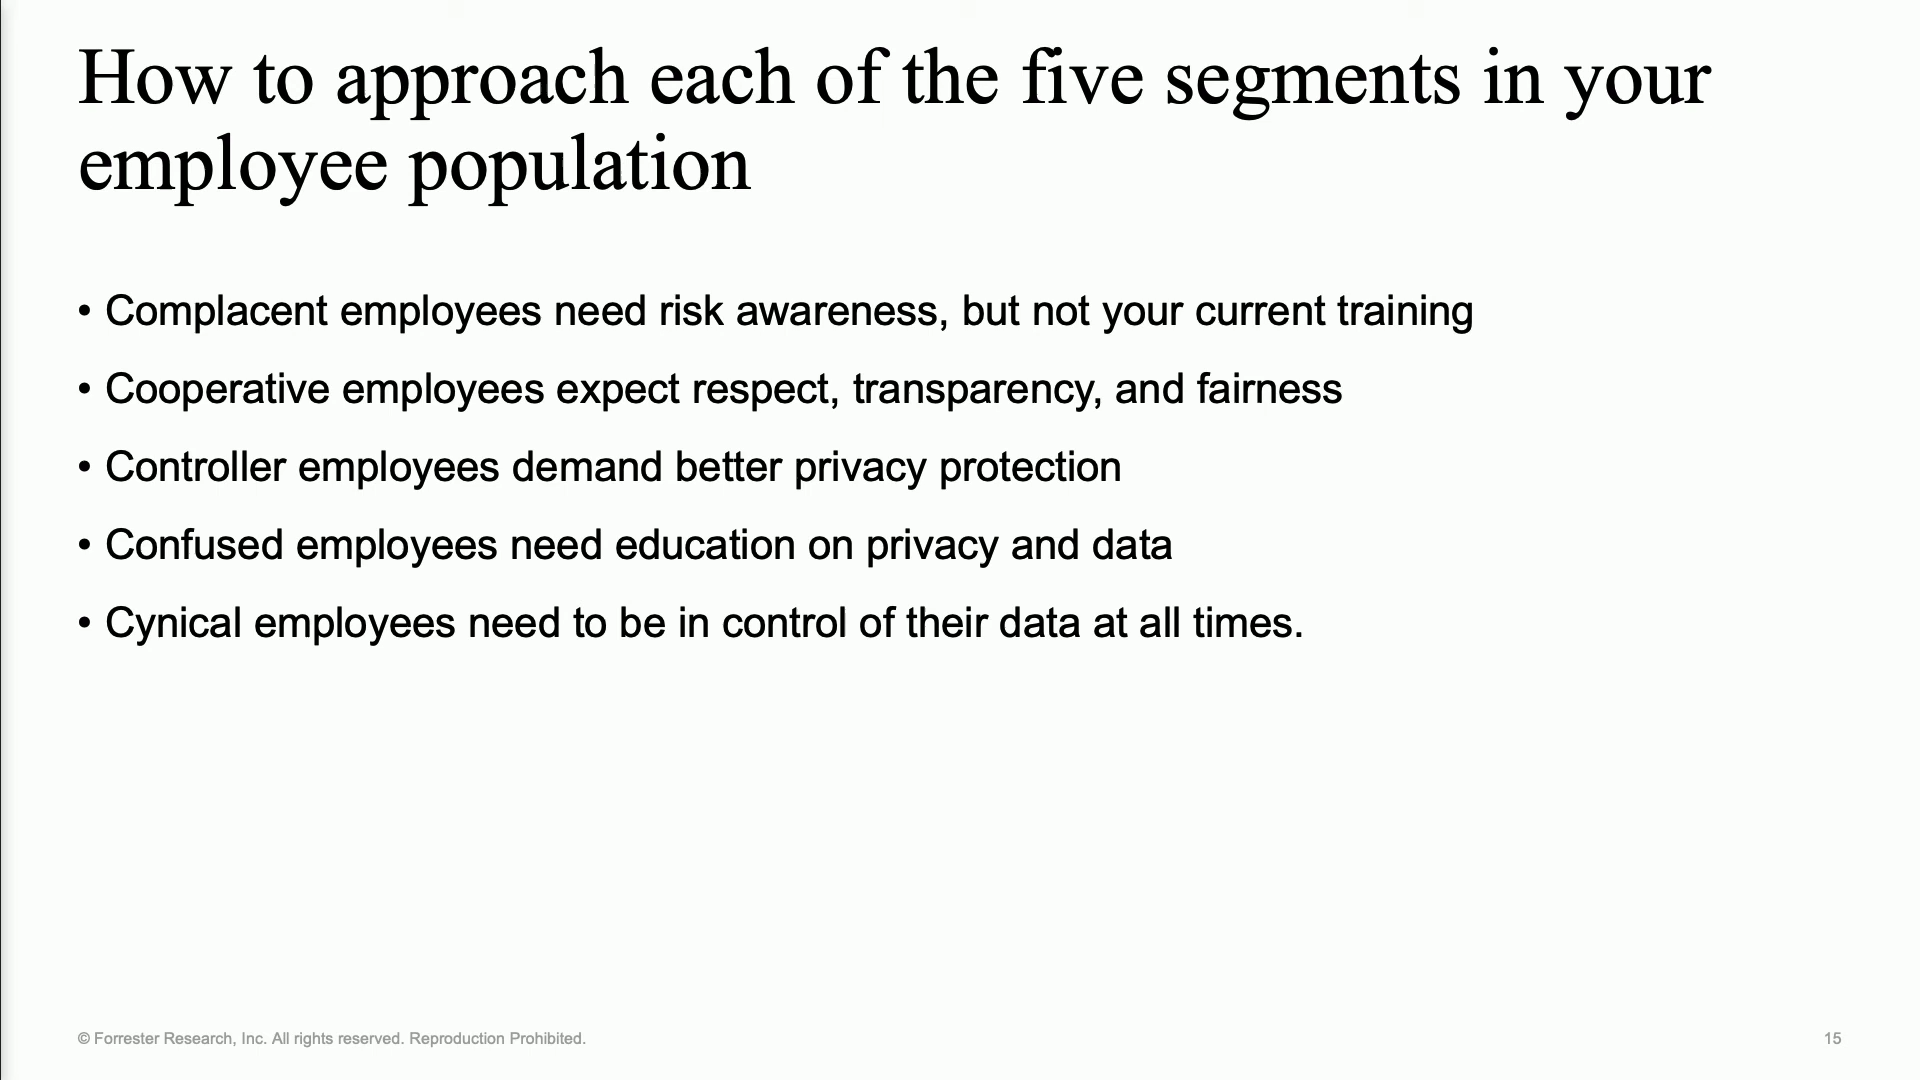 How to approach each of the five segments in your
employee population
• Complacent employees need risk awareness, but not your current training
• Cooperative employees expect respect, transparency, and fairness
• Controller employees demand better privacy protection
• Confused employees need education on privacy and data
• Cynical employees need to be in control of their data at all times.
© Forrester Research, Inc. All rights reserved. Reproduction Prohibited.
15